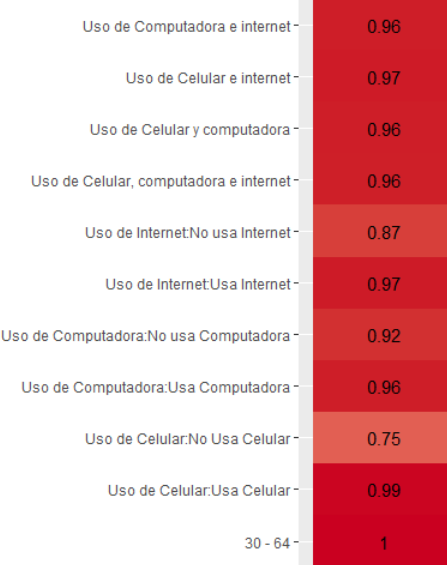 Uso de Computadora e internet 0.96
Uso de Celular e internet 0.97
Uso de Celular y computadora 0.96
Uso de Celular, computadora e internet 0.96
Uso de Internet:No usa Internet 0.87
Uso de Internet:Usa Internet 0.97
Uso de Computadora:No usa Computadora 0.92
Uso de Computadora:Usa Computadora 0.96
Uso de Celular:No Usa Celular 0.75
Uso de Celular:Usa Celular 0.99
30 - 64 1